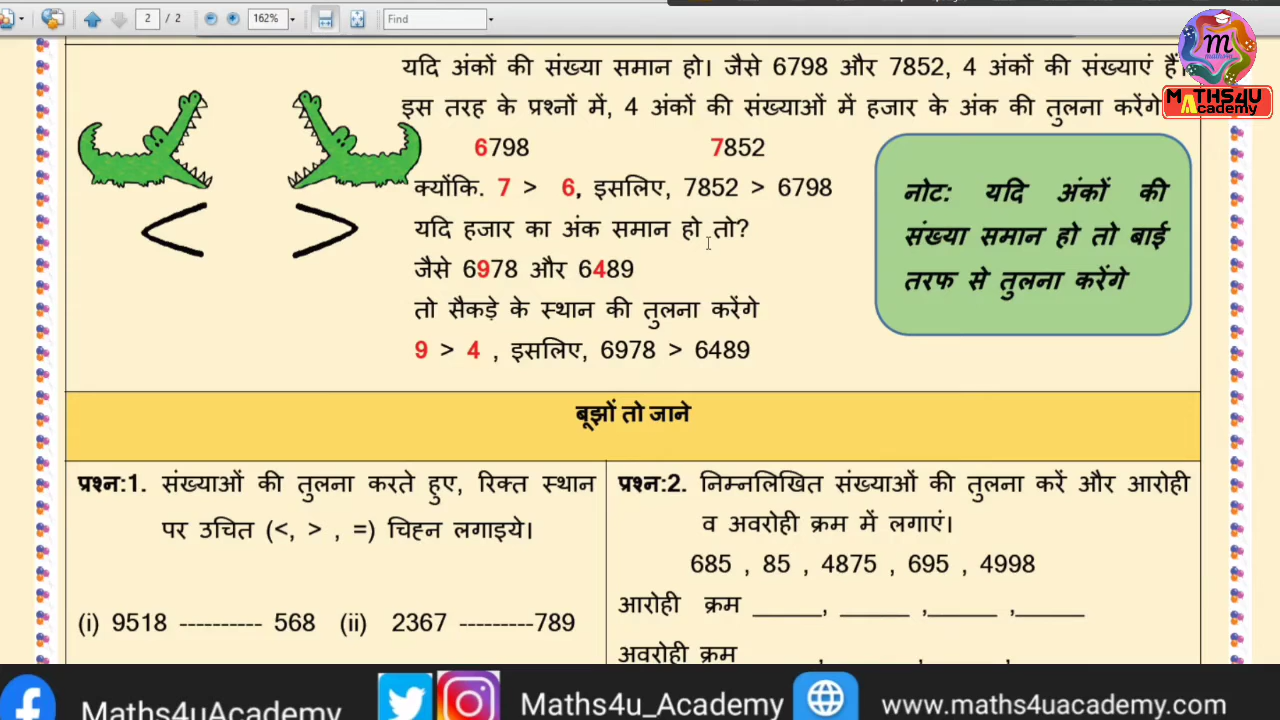 2 / 2
162%
Find
m
MATHS4U
Academy
यदि अंकों की संख्या समान हो। जैसे 6798 और 7852, 4 अंकों की संख्याएं हैं।
इस तरह के प्रश्नों में, 4 अंकों की संख्याओं में हजार के अंक की तुलना करेंगे
6798 7852
क्योंकि. 7 > 6, इसलिए, 7852 > 6798
यदि हजार का अंक समान हो तो?
जैसे 6978 और 6489
तो सैकड़े के स्थान की तुलना करेंगे
9 > 4 , इसलिए, 6978 > 6489
< >
नोट: यदि अंकों की
संख्या समान हो तो बाई
तरफ से तुलना करेंगे
बूझों तो जाने
प्रश्न:1. संख्याओं की तुलना करते हुए, रिक्त स्थान
पर उचित (<, > , =) चिह्न लगाइये।
(i) 9518 ---------- 568 (ii) 2367 ---------789
प्रश्न:2. निम्नलिखित संख्याओं की तुलना करें और आरोही
व अवरोही क्रम में लगाएं।
685 , 85 , 4875 , 695 , 4998
आरोही क्रम _____, _____ ,_____ ,_____
अवरोही क्रम
Maths4uAcademy
Maths4u_Academy
www.maths4uacademy.com